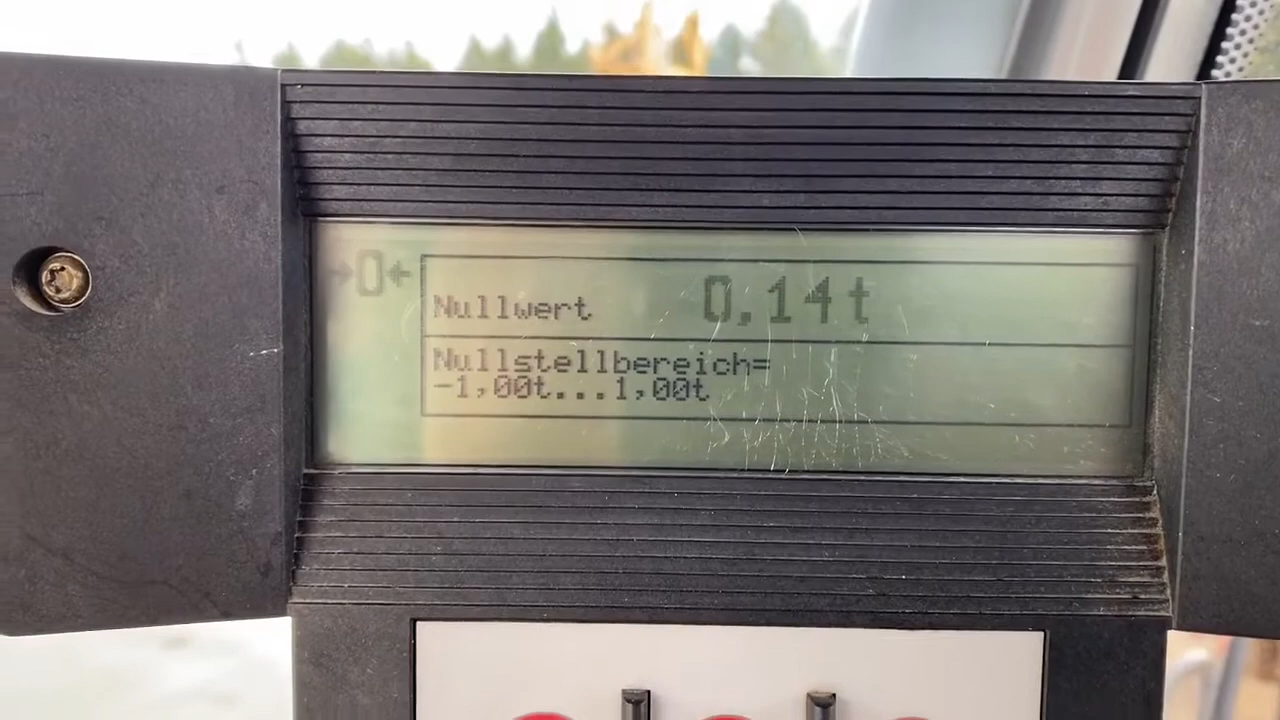 →0←
Nullwert 0,14t
Nullstellbereich=
-1,00t...1,00t